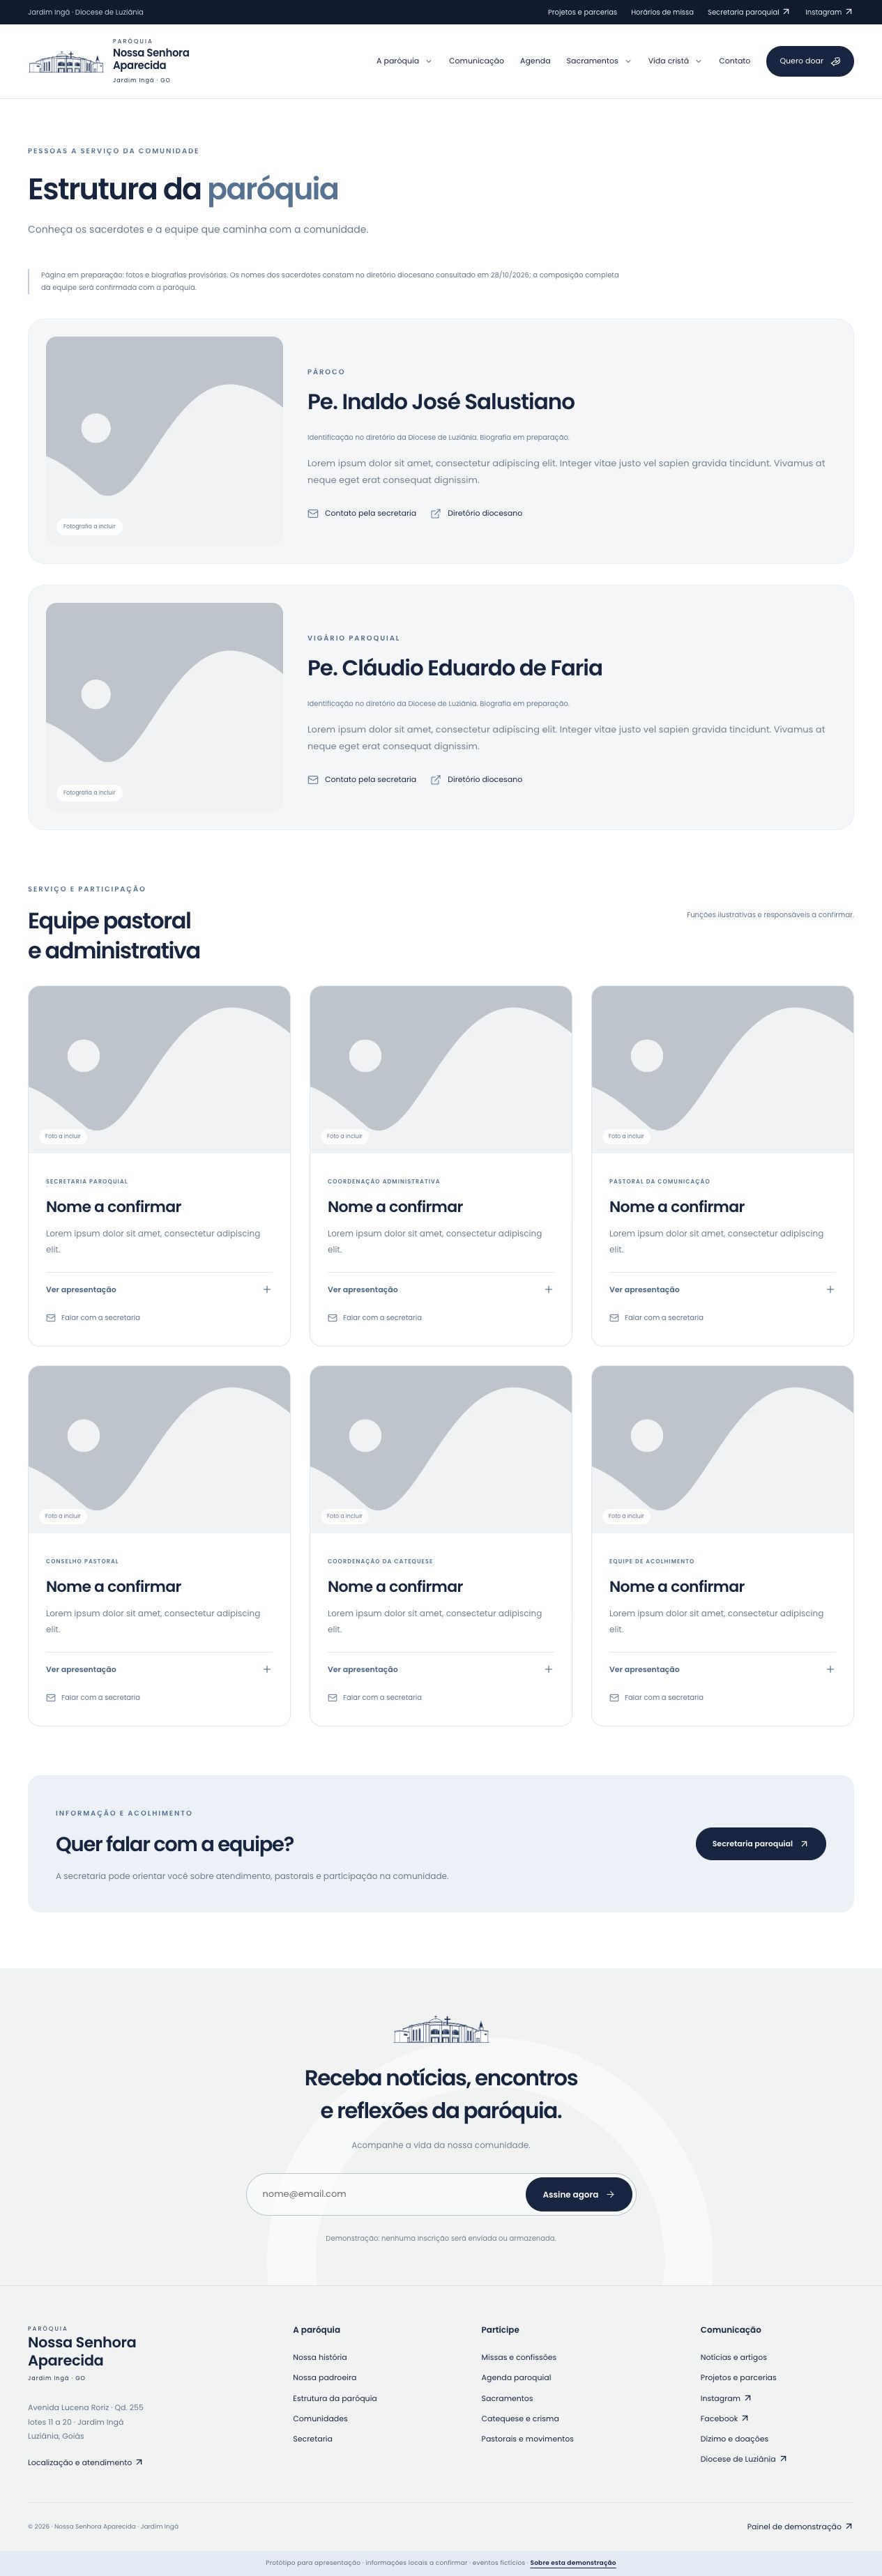 Jardim Ingá · Diocese de Luziânia
Projetos e parcerias
Horários de missa
Secretaria paroquial
Instagram
PARÓQUIA
Nossa Senhora
Aparecida
Jardim Ingá · GO
A paróquia
Comunicação
Agenda
Sacramentos
Vida cristã
Contato
Quero doar
PESSOAS A SERVIÇO DA COMUNIDADE
Estrutura da paróquia
Conheça os sacerdotes e a equipe que caminha com a comunidade.
Página em preparação: fotos e biografias provisórias. Os nomes dos sacerdotes constam no diretório diocesano consultado em 28/10/2026; a composição completa
da equipe será confirmada com a paróquia.
Fotografia a incluir
PÁROCO
Pe. Inaldo José Salustiano
Identificação no diretório da Diocese de Luziânia. Biografia em preparação.
Lorem ipsum dolor sit amet, consectetur adipiscing elit. Integer vitae justo vel sapien gravida tincidunt. Vivamus at
neque eget erat consequat dignissim.
Contato pela secretaria
Diretório diocesano
Fotografia a incluir
VIGÁRIO PAROQUIAL
Pe. Cláudio Eduardo de Faria
Identificação no diretório da Diocese de Luziânia. Biografia em preparação.
Lorem ipsum dolor sit amet, consectetur adipiscing elit. Integer vitae justo vel sapien gravida tincidunt. Vivamus at
neque eget erat consequat dignissim.
Contato pela secretaria
Diretório diocesano
SERVIÇO E PARTICIPAÇÃO
Equipe pastoral
e administrativa
Funções ilustrativas e responsáveis a confirmar.
Foto a incluir
SECRETARIA PAROQUIAL
Nome a confirmar
Lorem ipsum dolor sit amet, consectetur adipiscing
elit.
Ver apresentação
Falar com a secretaria
Foto a incluir
COORDENAÇÃO ADMINISTRATIVA
Nome a confirmar
Lorem ipsum dolor sit amet, consectetur adipiscing
elit.
Ver apresentação
Falar com a secretaria
Foto a incluir
PASTORAL DA COMUNICAÇÃO
Nome a confirmar
Lorem ipsum dolor sit amet, consectetur adipiscing
elit.
Ver apresentação
Falar com a secretaria
Foto a incluir
CONSELHO PASTORAL
Nome a confirmar
Lorem ipsum dolor sit amet, consectetur adipiscing
elit.
Ver apresentação
Falar com a secretaria
Foto a incluir
COORDENAÇÃO DA CATEQUESE
Nome a confirmar
Lorem ipsum dolor sit amet, consectetur adipiscing
elit.
Ver apresentação
Falar com a secretaria
Foto a incluir
EQUIPE DE ACOLHIMENTO
Nome a confirmar
Lorem ipsum dolor sit amet, consectetur adipiscing
elit.
Ver apresentação
Falar com a secretaria
INFORMAÇÃO E ACOLHIMENTO
Quer falar com a equipe?
A secretaria pode orientar você sobre atendimento, pastorais e participação na comunidade.
Secretaria paroquial
Receba notícias, encontros
e reflexões da paróquia.
Acompanhe a vida da nossa comunidade.
nome@email.com
Assine agora
Demonstração: nenhuma inscrição será enviada ou armazenada.
PARÓQUIA
Nossa Senhora
Aparecida
Jardim Ingá · GO
Avenida Lucena Roriz · Qd. 255
lotes 11 a 20 · Jardim Ingá
Luziânia, Goiás
Localização e atendimento
A paróquia
Nossa história
Nossa padroeira
Estrutura da paróquia
Comunidades
Secretaria
Participe
Missas e confissões
Agenda paroquial
Sacramentos
Catequese e crisma
Pastorais e movimentos
Comunicação
Notícias e artigos
Projetos e parcerias
Instagram
Facebook
Dízimo e doações
Diocese de Luziânia
© 2026 · Nossa Senhora Aparecida · Jardim Ingá
Painel de demonstração
Protótipo para apresentação · informações locais a confirmar · eventos fictícios · Sobre esta demonstração